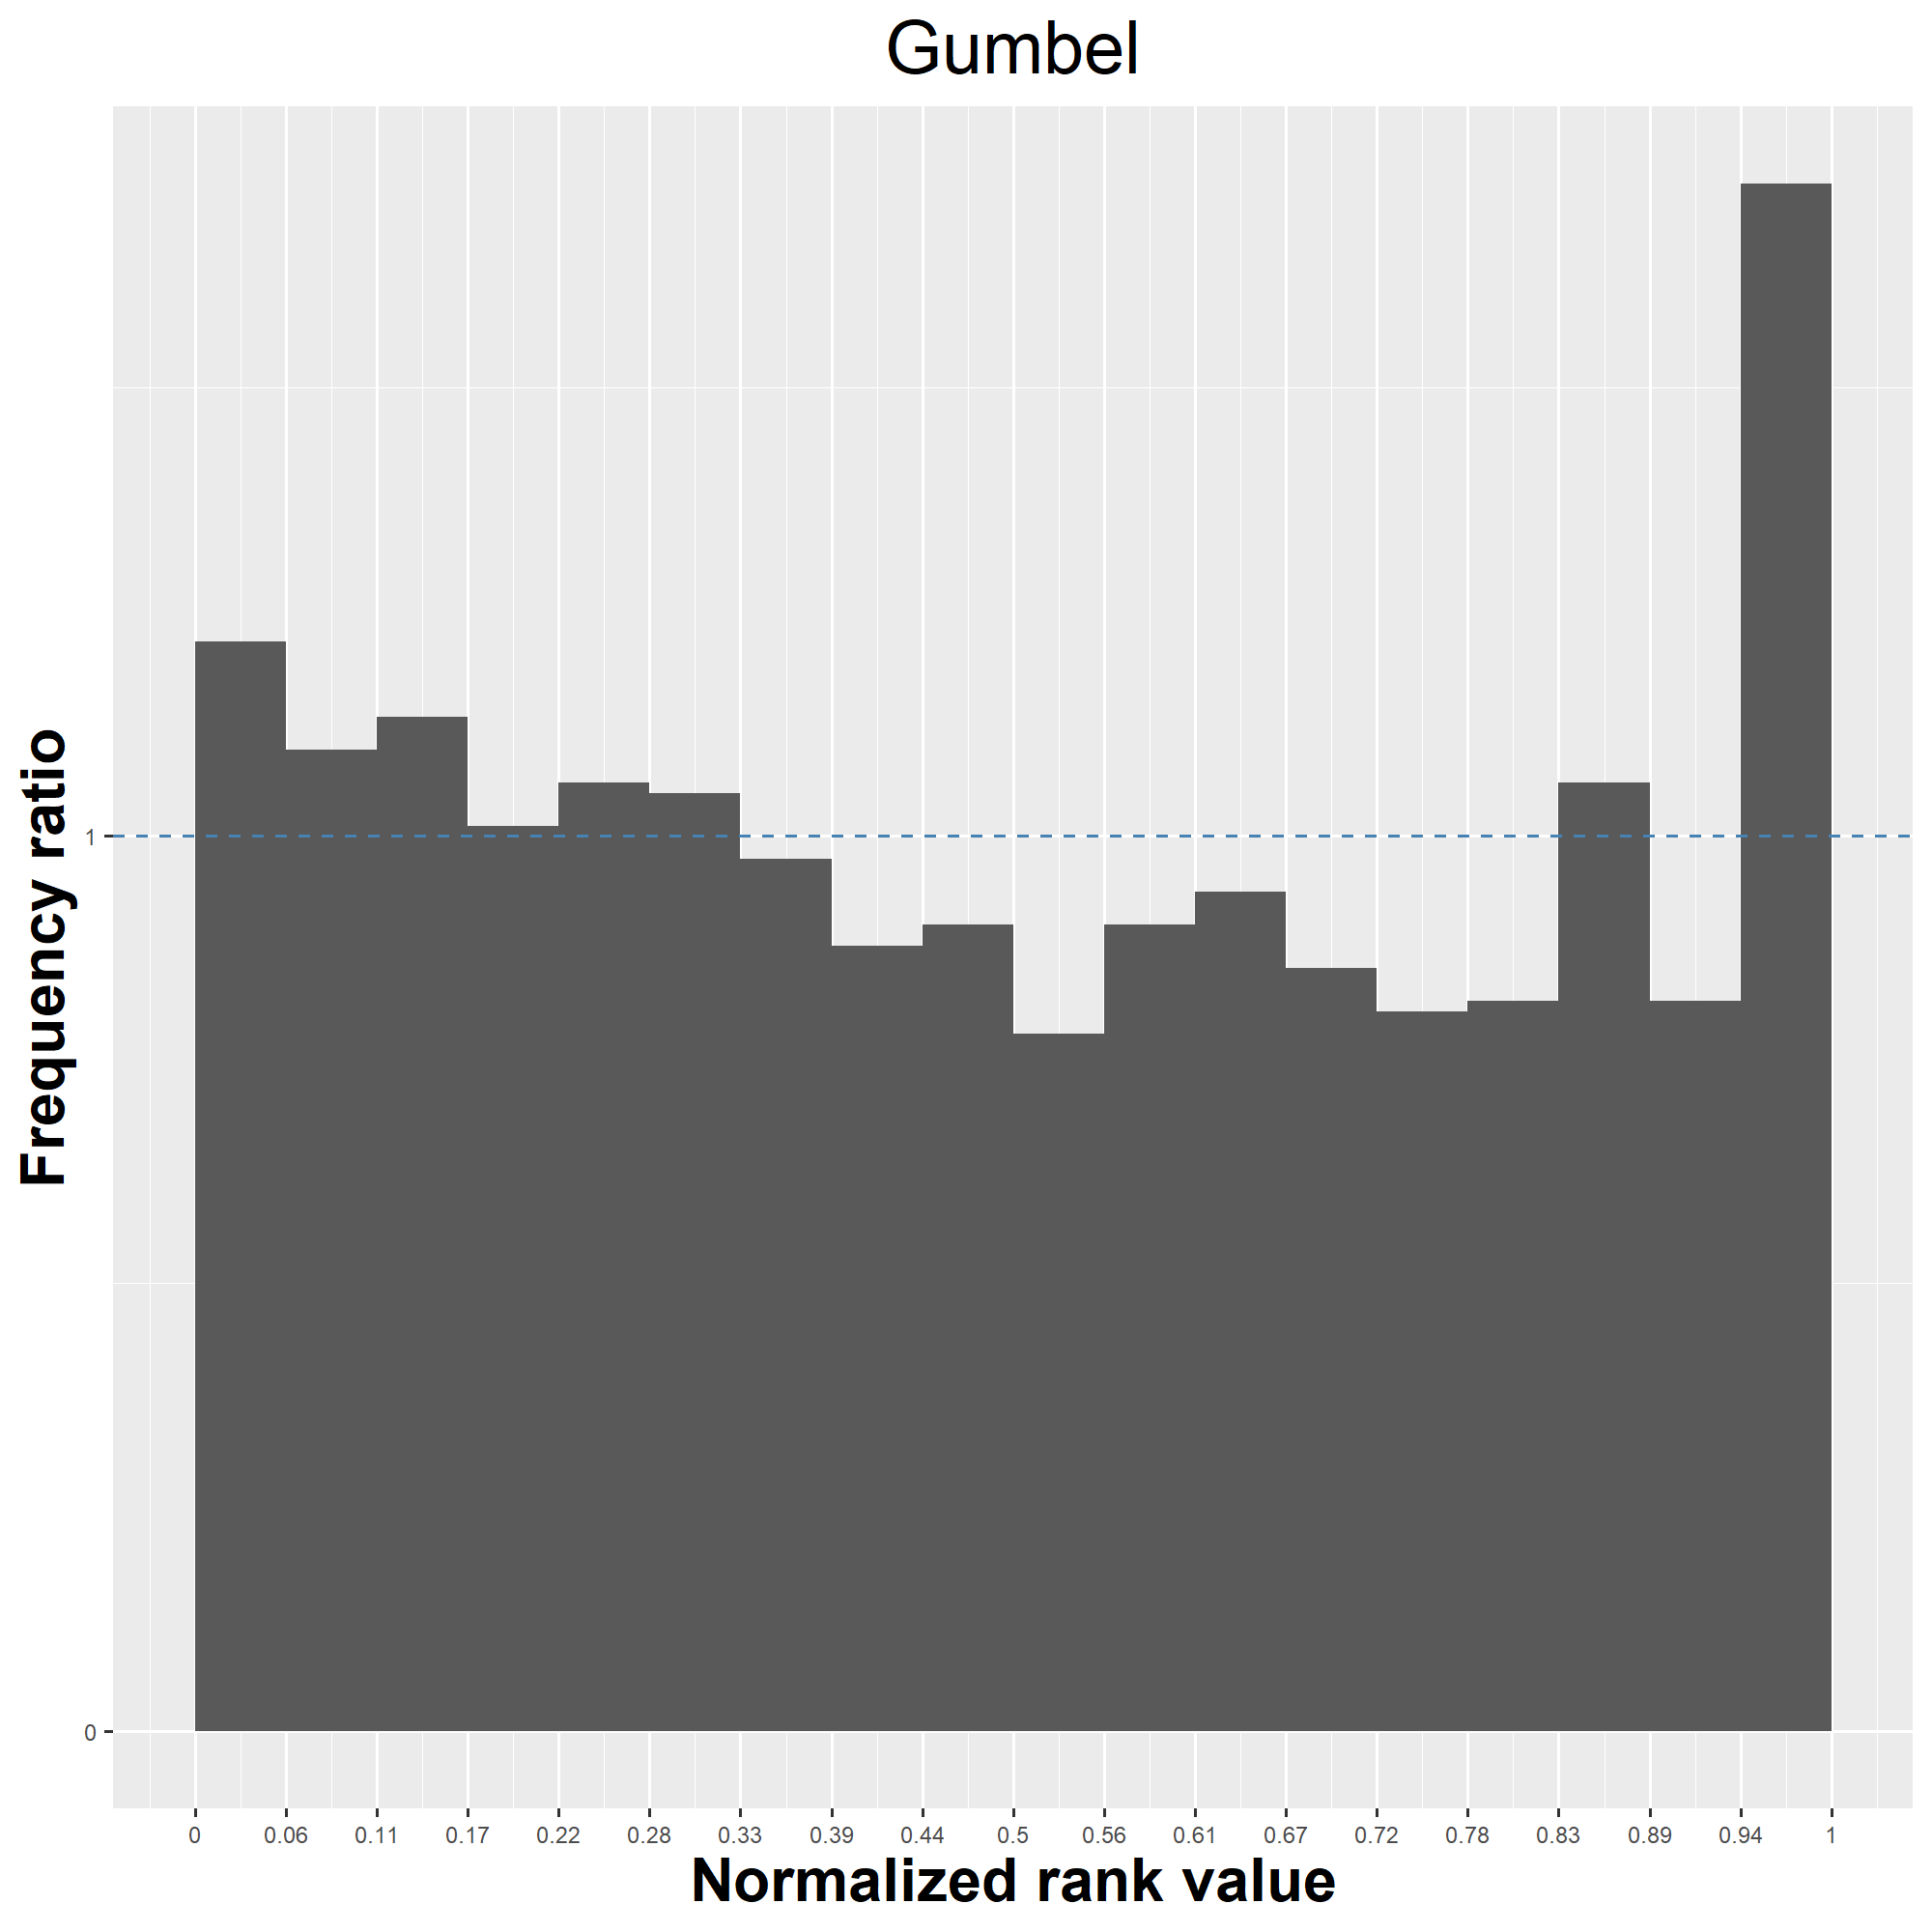 Gumbel
Frequency ratio
1
0
0 0.06 0.11 0.17 0.22 0.28 0.33 0.39 0.44 0.5 0.56 0.61 0.67 0.72 0.78 0.83 0.89 0.94 1
Normalized rank value